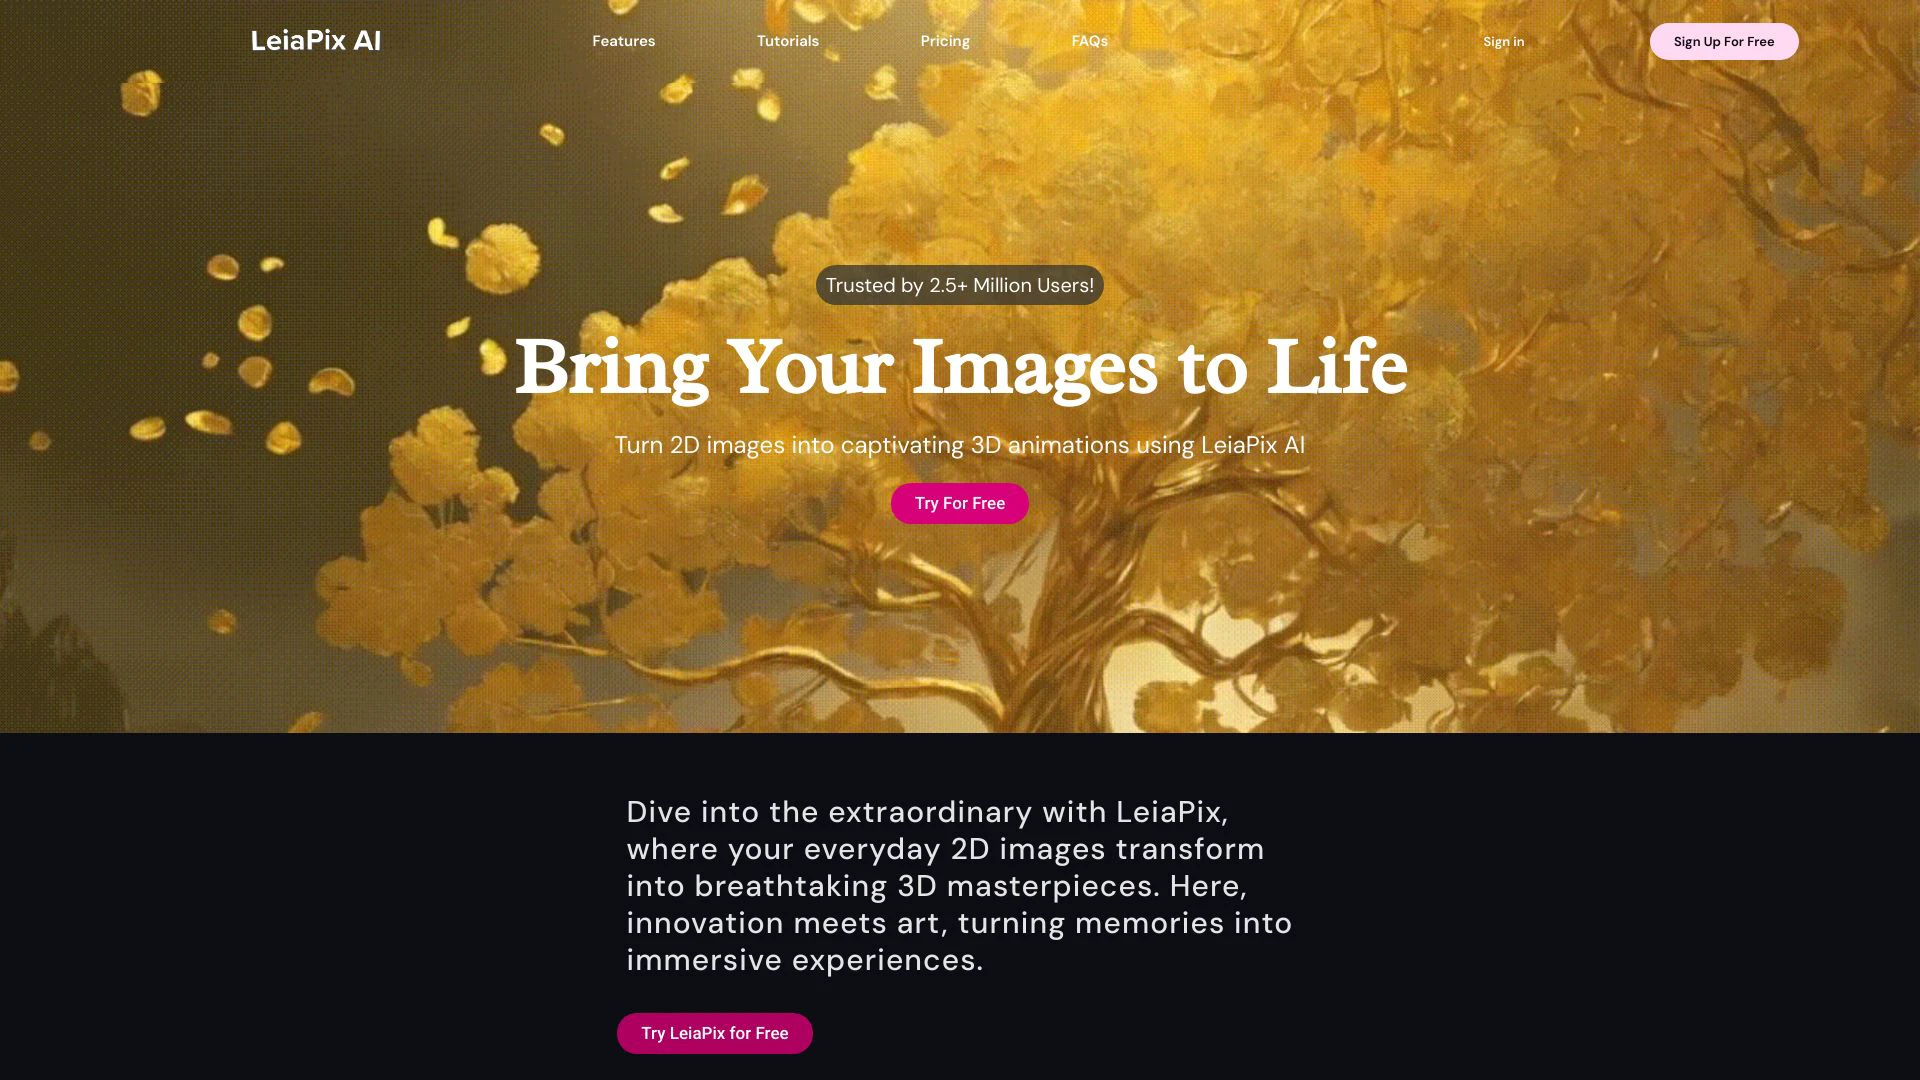 LeiaPix AI
Features
Tutorials
Pricing
FAQs
Sign in
Sign Up For Free
Trusted by 2.5+ Million Users!
Bring Your Images to Life
Turn 2D images into captivating 3D animations using LeiaPix AI
Try For Free
Dive into the extraordinary with LeiaPix,
where your everyday 2D images transform
into breathtaking 3D masterpieces. Here,
innovation meets art, turning memories into
immersive experiences.
Try LeiaPix for Free